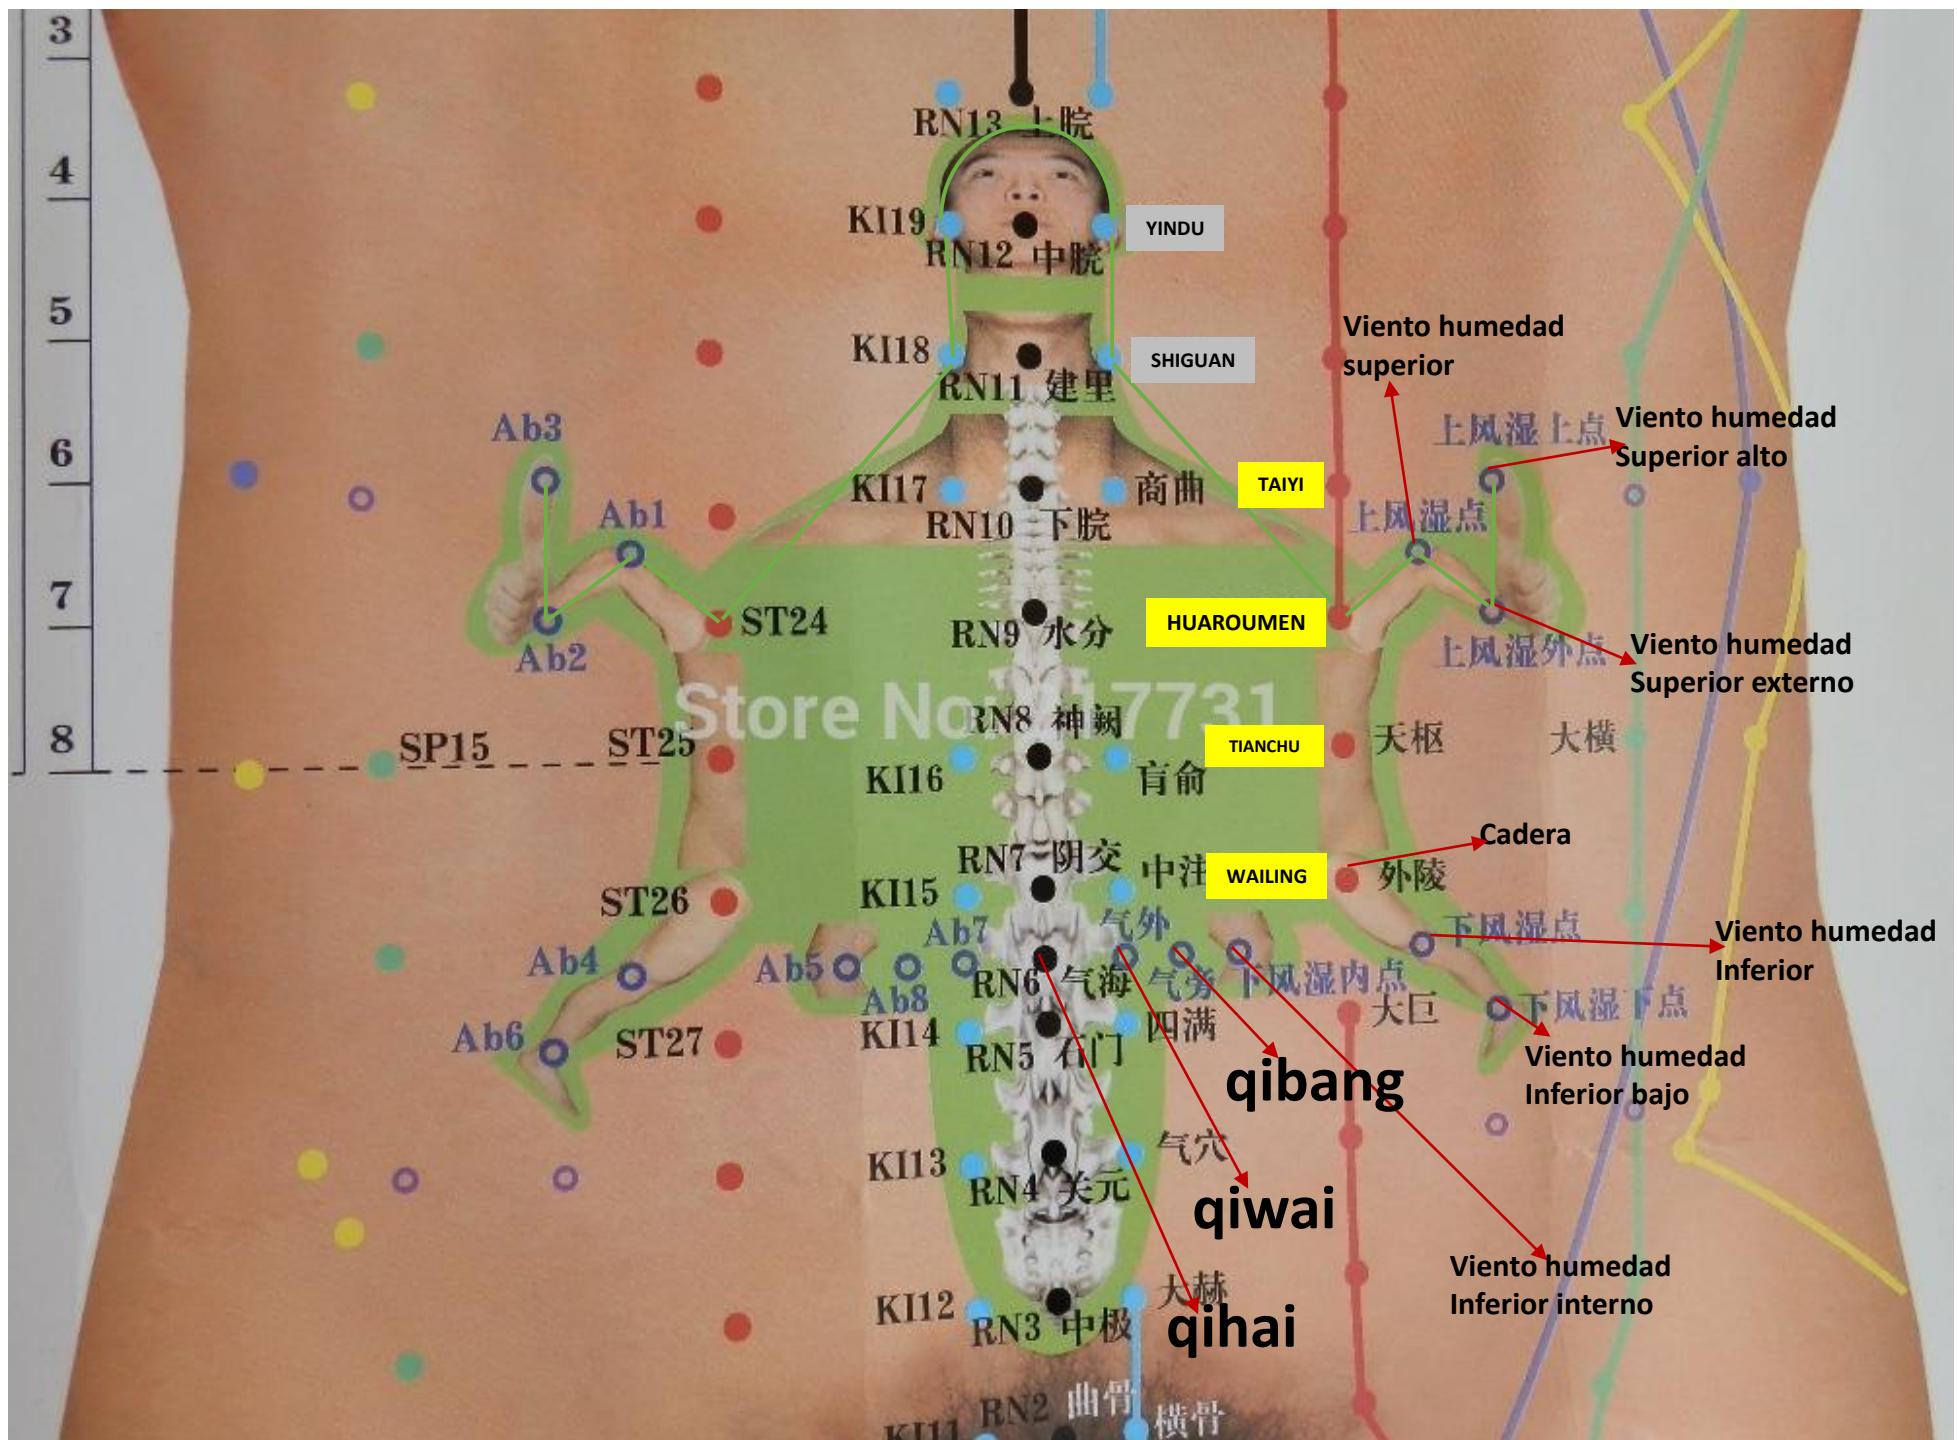 3
RN13 上脘
4
KI19
YINDU
RN12 中脘
5
Viento humedad
superior
KI18
SHIGUAN
RN11 建里
Ab3
上风湿上点
Viento humedad
Superior alto
6
KI17
商曲
TAIYI
Ab1
上风湿点
RN10 下脘
7
ST24
RN9 水分
HUAROUMEN
Ab2
上风湿外点
Viento humedad
Superior externo
Store No: 17731
RN8 神阙
8
SP15
ST25
TIANCHU
天枢
大横
KI16
肓俞
Cadera
RN7 阴交
中注
WAILING
外陵
KI15
ST26
Ab7
气外
下风湿点
Viento humedad
Inferior
Ab4
Ab5
RN6 气海
气旁
下风湿内点
Ab8
大巨
下风湿下点
KI14
四满
Ab6
ST27
RN5 石门
Viento humedad
Inferior bajo
qibang
气穴
KI13
RN4 关元
qiwai
Viento humedad
Inferior interno
大赫
KI12
RN3 中极
qihai
RN2 曲骨
横骨
KI11